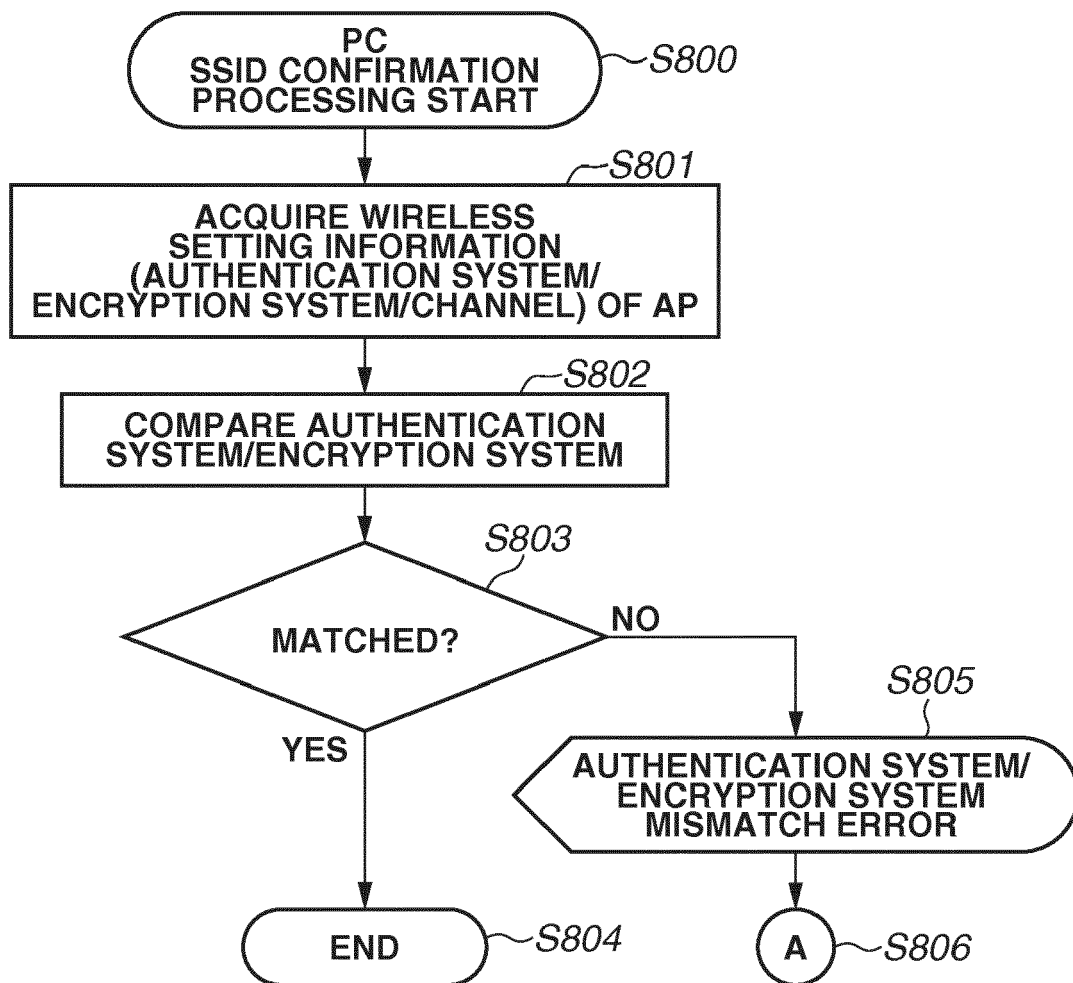 PC
SSID CONFIRMATION
PROCESSING START
S800
S801
ACQUIRE WIRELESS
SETTING INFORMATION
(AUTHENTICATION SYSTEM/
ENCRYPTION SYSTEM/CHANNEL) OF AP
S802
COMPARE AUTHENTICATION
SYSTEM/ENCRYPTION SYSTEM
S803
MATCHED?
NO
YES
S805
AUTHENTICATION SYSTEM/
ENCRYPTION SYSTEM
MISMATCH ERROR
END
S804
A
S806